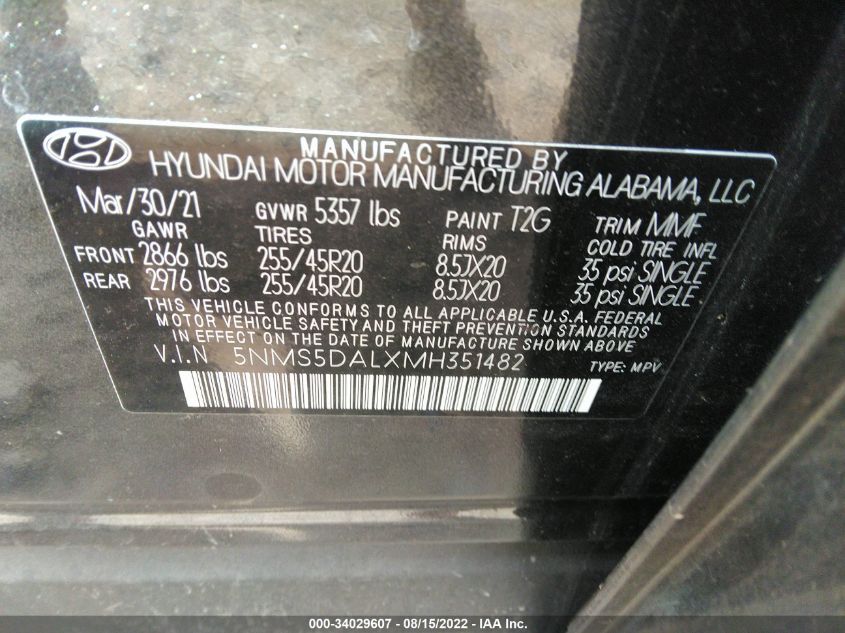 MANUFACTURED BY
HYUNDAI MOTOR MANUFACTURING ALABAMA, LLC
Mar/30/21 GVWR 5357 lbs PAINT T2G TRIM MMF
GAWR TIRES RIMS COLD TIRE INFL
FRONT 2866 lbs 255/45R20 8.5JX20 35 psi SINGLE
REAR 2976 lbs 255/45R20 8.5JX20 35 psi SINGLE
THIS VEHICLE CONFORMS TO ALL APPLICABLE U.S.A. FEDERAL
MOTOR VEHICLE SAFETY AND THEFT PREVENTION STANDARDS
IN EFFECT ON THE DATE OF MANUFACTURE SHOWN ABOVE.
V.I.N 5NMS5DALXMH351482 TYPE: MPV
000-34029607 - 08/15/2022 - IAA Inc.